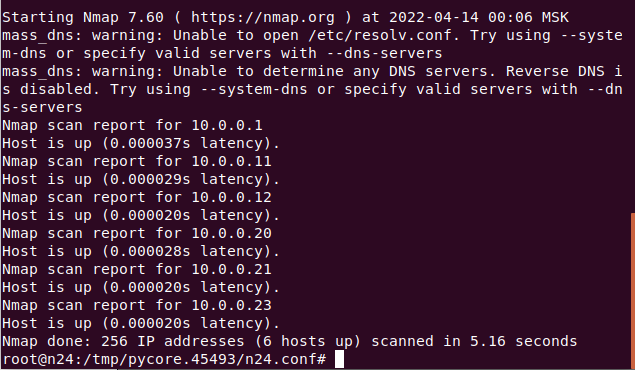 Starting Nmap 7.60 ( https://nmap.org ) at 2022-04-14 00:06 MSK
mass_dns: warning: Unable to open /etc/resolv.conf. Try using --syste
m-dns or specify valid servers with --dns-servers
mass_dns: warning: Unable to determine any DNS servers. Reverse DNS i
s disabled. Try using --system-dns or specify valid servers with --dn
s-servers
Nmap scan report for 10.0.0.1
Host is up (0.000037s latency).
Nmap scan report for 10.0.0.11
Host is up (0.000029s latency).
Nmap scan report for 10.0.0.12
Host is up (0.000020s latency).
Nmap scan report for 10.0.0.20
Host is up (0.000028s latency).
Nmap scan report for 10.0.0.21
Host is up (0.000020s latency).
Nmap scan report for 10.0.0.23
Host is up (0.000020s latency).
Nmap done: 256 IP addresses (6 hosts up) scanned in 5.16 seconds
root@n24:/tmp/pycore.45493/n24.conf#